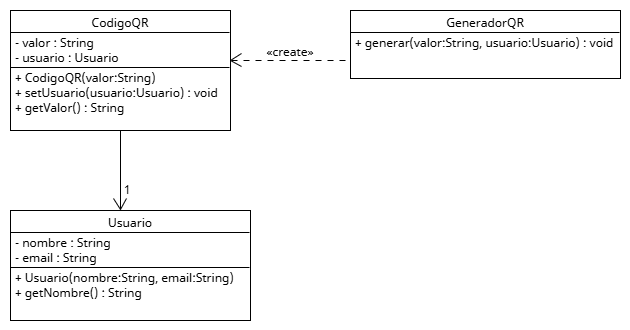 CodigoQR
- valor : String
- usuario : Usuario
+ CodigoQR(valor:String)
+ setUsuario(usuario:Usuario) : void
+ getValor() : String
GeneradorQR
+ generar(valor:String, usuario:Usuario) : void
«create»
1
Usuario
- nombre : String
- email : String
+ Usuario(nombre:String, email:String)
+ getNombre() : String